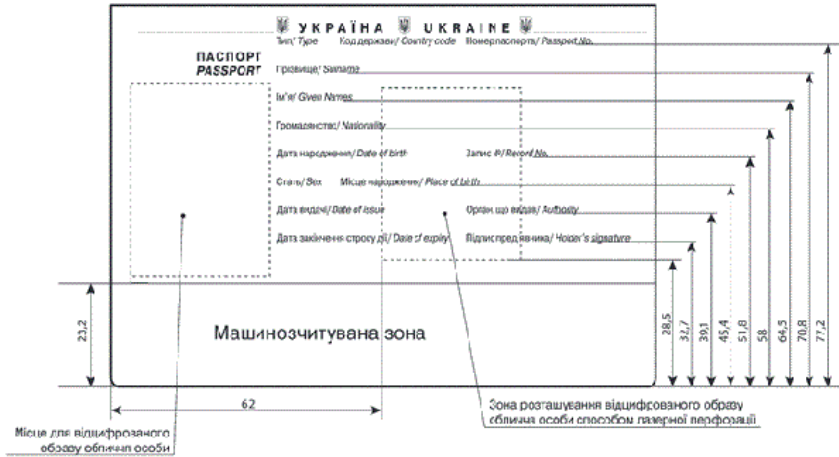 УКРАЇНА UKRAINE
Тип/ Type Код держави/ Country code Номер паспорта/ Passport No.
ПАСПОРТ
PASSPORT
Прізвище/ Surname
Ім'я/ Given Names
Громадянство/ Nationality
Дата народження/ Date of birth Запис №/ Record No.
Стать/ Sex Місце народження/ Place of birth
Дата видачі/ Date of issue Орган, що видав/ Authority
Дата закінчення строку дії/ Date of expiry Підпис пред'явника/ Holder's signature
23,2
Машинозчитувана зона
28,5
32,7
39,1
45,4
51,8
58
64,5
70,8
77,2
62
Місце для відцифрованого
образу обличчя особи
Зона розташування відцифрованого образу
обличчя особи способом лазерної перфорації